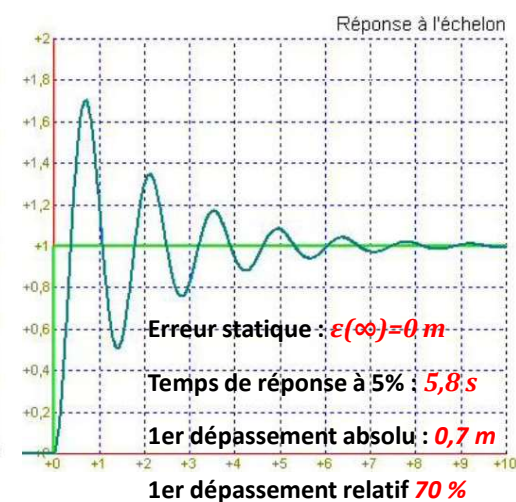 Réponse à l'échelon
+2
+1,8
+1,6
+1,4
+1,2
+1
+0,8
+0,6
+0,4
+0,2
+0
+0 +1 +2 +3 +4 +5 +6 +7 +8 +9 +10
Erreur statique : ε(∞)=0 m
Temps de réponse à 5% : 5,8 s
1er dépassement absolu : 0,7 m
1er dépassement relatif 70 %